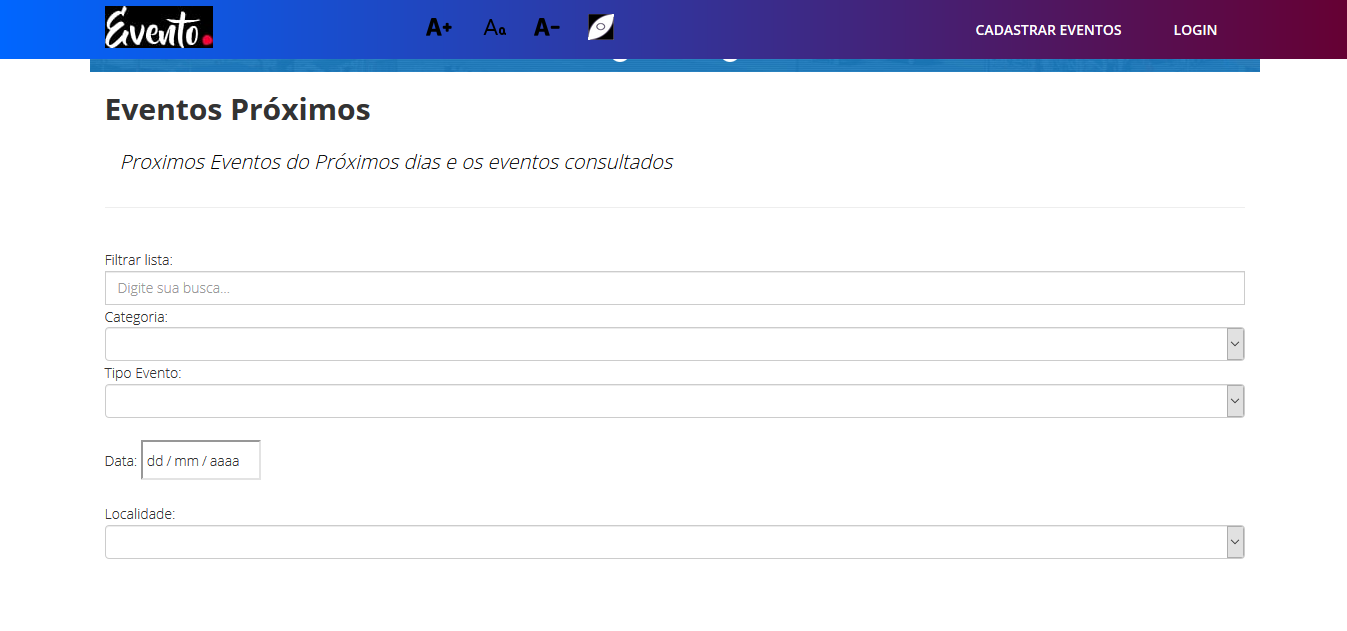 Evento.
A+ Aa A-
CADASTRAR EVENTOS LOGIN
Eventos Próximos
Proximos Eventos do Próximos dias e os eventos consultados
Filtrar lista:
Digite sua busca...
Categoria:
Tipo Evento:
Data: dd / mm / aaaa
Localidade: